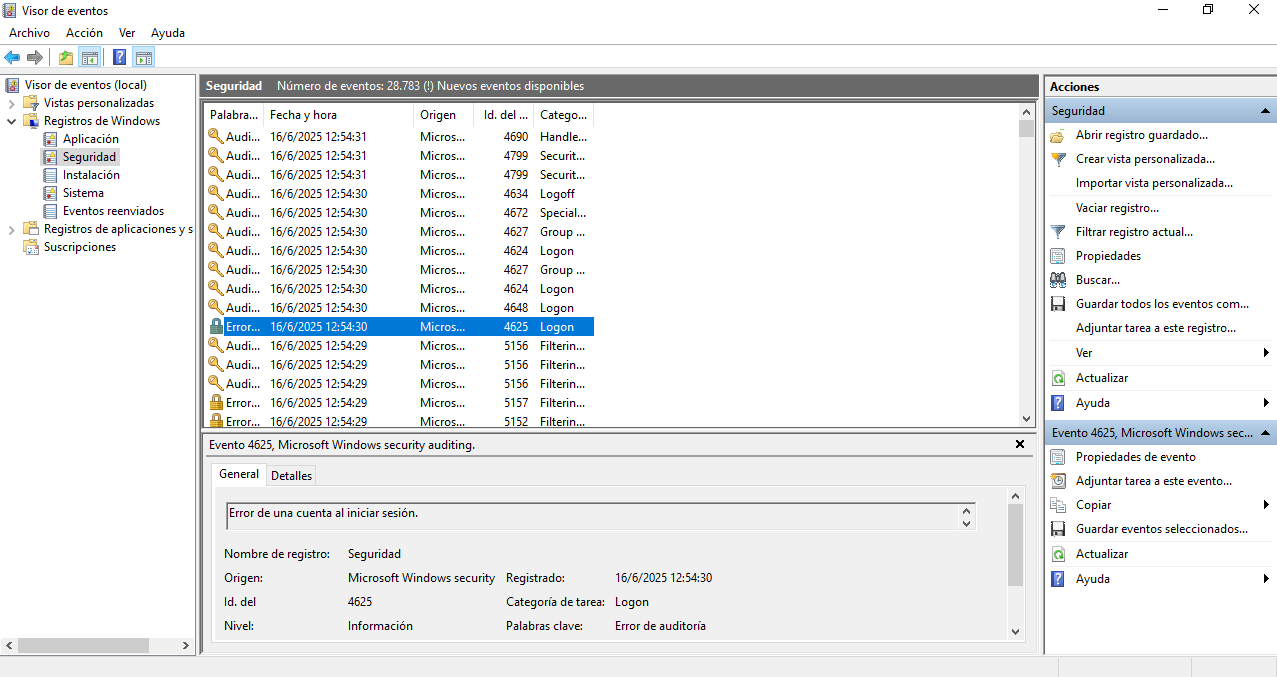 Visor de eventos
Archivo Acción Ver Ayuda
Visor de eventos (local)
Vistas personalizadas
Registros de Windows
Aplicación
Seguridad
Instalación
Sistema
Eventos reenviados
Registros de aplicaciones y s
Suscripciones
Seguridad Número de eventos: 28.783 (!) Nuevos eventos disponibles
Palabra... Fecha y hora Origen Id. del ... Catego...
Audi... 16/6/2025 12:54:31 Micros... 4690 Handle...
Audi... 16/6/2025 12:54:31 Micros... 4799 Securit...
Audi... 16/6/2025 12:54:31 Micros... 4799 Securit...
Audi... 16/6/2025 12:54:30 Micros... 4634 Logoff
Audi... 16/6/2025 12:54:30 Micros... 4672 Special...
Audi... 16/6/2025 12:54:30 Micros... 4627 Group ...
Audi... 16/6/2025 12:54:30 Micros... 4624 Logon
Audi... 16/6/2025 12:54:30 Micros... 4627 Group ...
Audi... 16/6/2025 12:54:30 Micros... 4624 Logon
Audi... 16/6/2025 12:54:30 Micros... 4648 Logon
Error... 16/6/2025 12:54:30 Micros... 4625 Logon
Audi... 16/6/2025 12:54:29 Micros... 5156 Filterin...
Audi... 16/6/2025 12:54:29 Micros... 5156 Filterin...
Audi... 16/6/2025 12:54:29 Micros... 5156 Filterin...
Error... 16/6/2025 12:54:29 Micros... 5157 Filterin...
Error... 16/6/2025 12:54:29 Micros... 5152 Filterin...
Evento 4625, Microsoft Windows security auditing.
General Detalles
Error de una cuenta al iniciar sesión.
Nombre de registro: Seguridad
Origen: Microsoft Windows security Registrado: 16/6/2025 12:54:30
Id. del 4625 Categoría de tarea: Logon
Nivel: Información Palabras clave: Error de auditoría
Acciones
Seguridad
Abrir registro guardado...
Crear vista personalizada...
Importar vista personalizada...
Vaciar registro...
Filtrar registro actual...
Propiedades
Buscar...
Guardar todos los eventos com...
Adjuntar tarea a este registro...
Ver
Actualizar
Ayuda
Evento 4625, Microsoft Windows sec...
Propiedades de evento
Adjuntar tarea a este evento...
Copiar
Guardar eventos seleccionados...
Actualizar
Ayuda